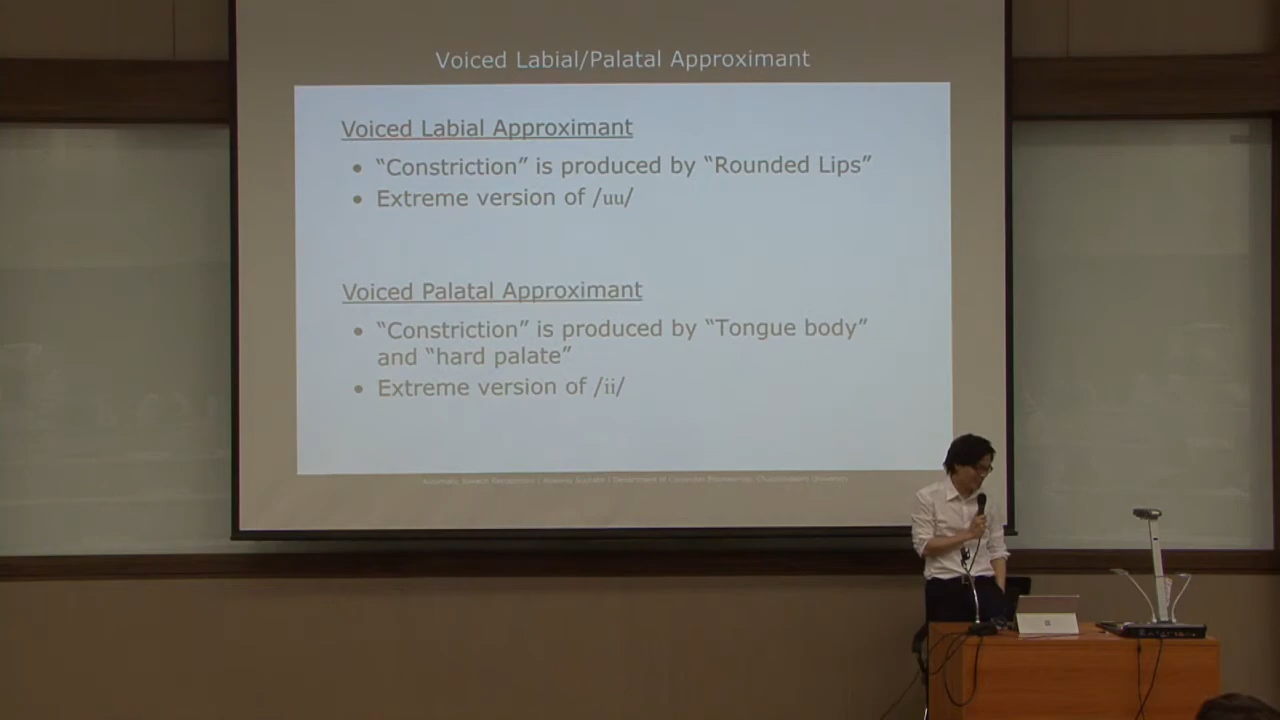 Voiced Labial/Palatal Approximant
Voiced Labial Approximant
• “Constriction” is produced by “Rounded Lips”
• Extreme version of /uu/
Voiced Palatal Approximant
• “Constriction” is produced by “Tongue body”
and “hard palate”
• Extreme version of /ii/